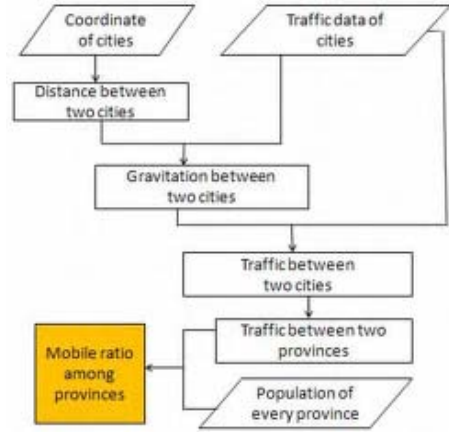 Coordinate
of cities
Traffic data of
cities
Distance between
two cities
Gravitation between
two cities
Traffic between
two cities
Traffic between two
provinces
Mobile ratio
among
provinces
Population of
every province